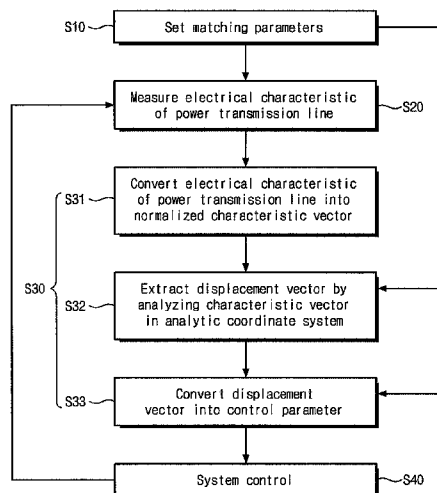 S10
Set matching parameters
Measure electrical characteristic
of power transmission line
S20
S31
Convert electrical characteristic
of power transmission line into
normalized characteristic vector
S30
S32
Extract displacement vector by
analyzing characteristic vector
in analytic coordinate system
S33
Convert displacement
vector into control parameter
System control
S40